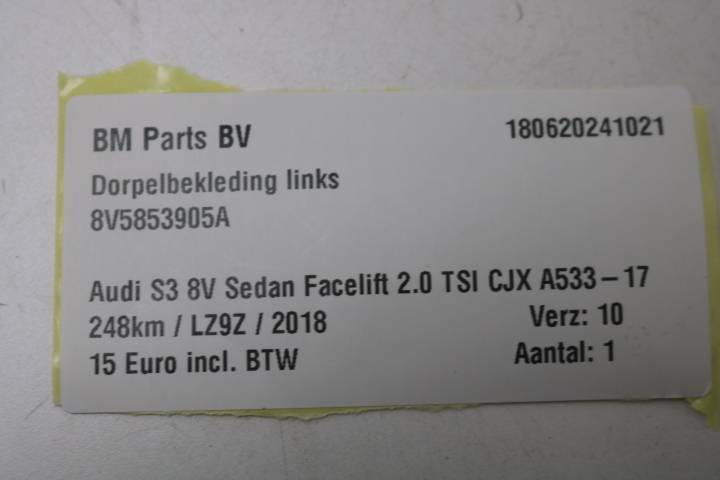 BM Parts BV 180620241021
Dorpelbekleding links
8V5853905A
Audi S3 8V Sedan Facelift 2.0 TSI CJX A533-17
248km / LZ9Z / 2018 Verz: 10
15 Euro incl. BTW Aantal: 1